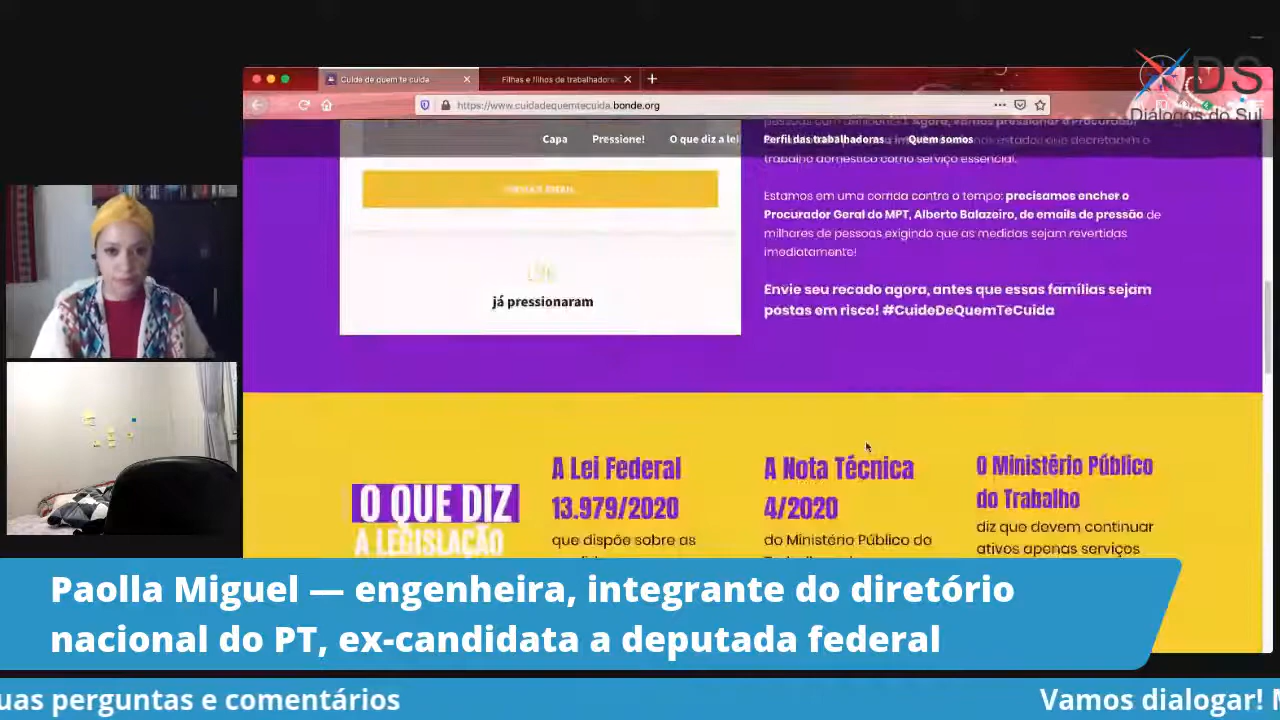 DS
Diálogos do Sul
Cuide de quem te cuida
Filhas e filhos de trabalhadoras
https://www.cuidadequemtecuida.bonde.org
Capa
Pressione!
O que diz a lei
Perfil das trabalhadoras
Quem somos
trabalho doméstico como serviço essencial.
Estamos em uma corrida contra o tempo: precisamos encher o
Procurador Geral do MPT, Alberto Balazeiro, de emails de pressão de
milhares de pessoas exigindo que as medidas sejam revertidas
imediatamente!
Envie seu recado agora, antes que essas famílias sejam
postas em risco! #CuideDeQuemTeCuida
já pressionaram
O QUE DIZ
A LEGISLAÇÃO
A Lei Federal
13.979/2020
que dispõe sobre as
A Nota Técnica
4/2020
do Ministério Público do
O Ministério Público
do Trabalho
diz que devem continuar
ativos apenas serviços
Paolla Miguel — engenheira, integrante do diretório
nacional do PT, ex-candidata a deputada federal
uas perguntas e comentários
Vamos dialogar! M